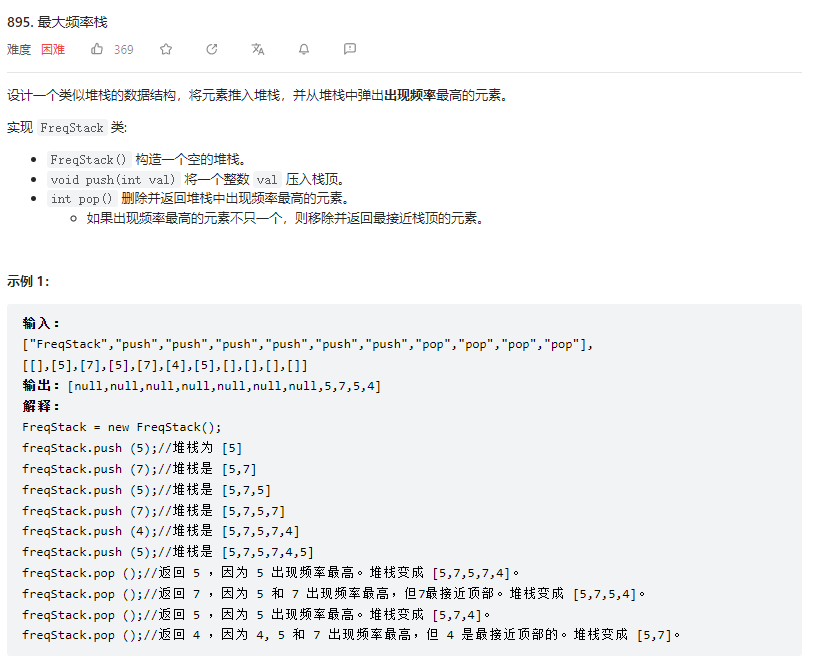 895. 最大频率栈
难度 困难 369
设计一个类似堆栈的数据结构，将元素推入堆栈，并从堆栈中弹出出现频率最高的元素。
实现 FreqStack 类:
FreqStack() 构造一个空的堆栈。
void push(int val) 将一个整数 val 压入栈顶。
int pop() 删除并返回堆栈中出现频率最高的元素。
如果出现频率最高的元素不只一个，则移除并返回最接近栈顶的元素。
示例 1：
输入：
["FreqStack","push","push","push","push","push","push","pop","pop","pop","pop"],
[[],[5],[7],[5],[7],[4],[5],[],[],[],[]]
输出：[null,null,null,null,null,null,null,5,7,5,4]
解释：
FreqStack = new FreqStack();
freqStack.push (5);//堆栈为 [5]
freqStack.push (7);//堆栈是 [5,7]
freqStack.push (5);//堆栈是 [5,7,5]
freqStack.push (7);//堆栈是 [5,7,5,7]
freqStack.push (4);//堆栈是 [5,7,5,7,4]
freqStack.push (5);//堆栈是 [5,7,5,7,4,5]
freqStack.pop ();//返回 5 ，因为 5 出现频率最高。堆栈变成 [5,7,5,7,4]。
freqStack.pop ();//返回 7 ，因为 5 和 7 出现频率最高，但7最接近顶部。堆栈变成 [5,7,5,4]。
freqStack.pop ();//返回 5 ，因为 5 出现频率最高。堆栈变成 [5,7,4]。
freqStack.pop ();//返回 4 ，因为 4, 5 和 7 出现频率最高，但 4 是最接近顶部的。堆栈变成 [5,7]。